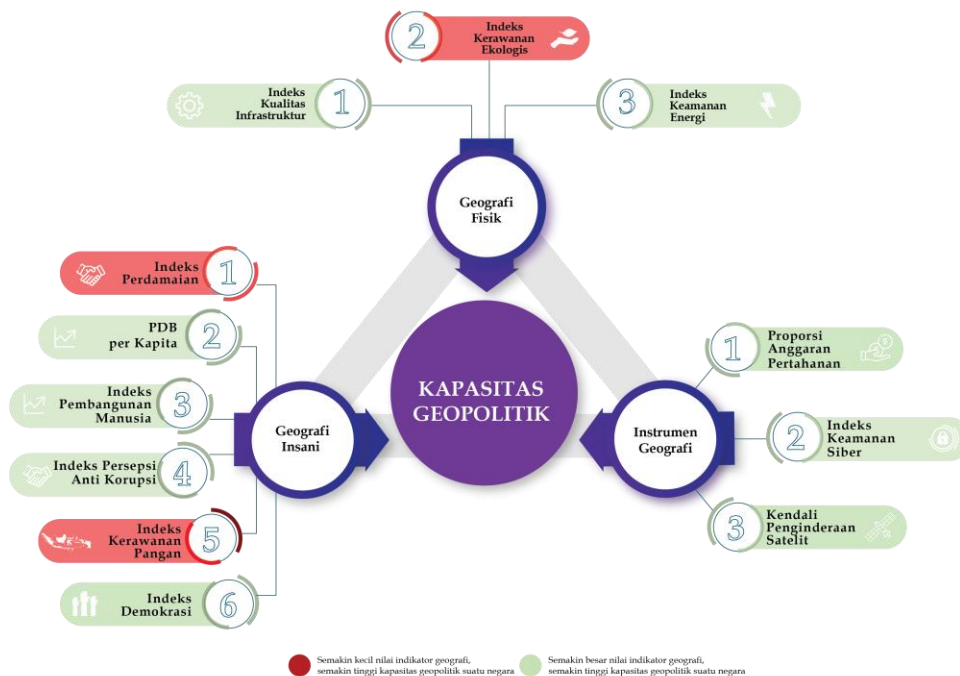 2
Indeks
Kerawanan
Ekologis
Indeks
Kualitas
Infrastruktur
1
3
Indeks
Keamanan
Energi
Geografi
Fisik
Indeks
Perdamaian
1
PDB
per Kapita
2
Indeks
Pembangunan
Manusia
3
Indeks Persepsi
Anti Korupsi
4
Indeks
Kerawanan
Pangan
5
Indeks
Demokrasi
6
Geografi
Insani
KAPASITAS
GEOPOLITIK
Instrumen
Geografi
1
Proporsi
Anggaran
Pertahanan
2
Indeks
Keamanan
Siber
3
Kendali
Penginderaan
Satelit
Semakin kecil nilai indikator geografi,
semakin tinggi kapasitas geopolitik suatu negara
Semakin besar nilai indikator geografi,
semakin tinggi kapasitas geopolitik suatu negara